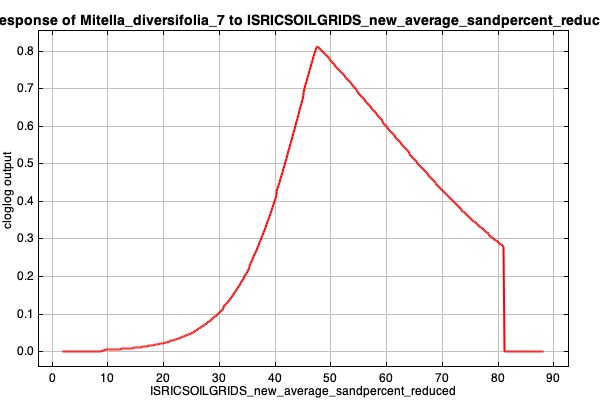 esponse of Mitella_diversifolia_7 to ISRICSOILGRIDS_new_average_sandpercent_reduc
0.8
0.7
0.6
0.5
0.4
0.3
0.2
0.1
0.0
cloglog output
0 10 20 30 40 50 60 70 80 90
ISRICSOILGRIDS_new_average_sandpercent_reduced